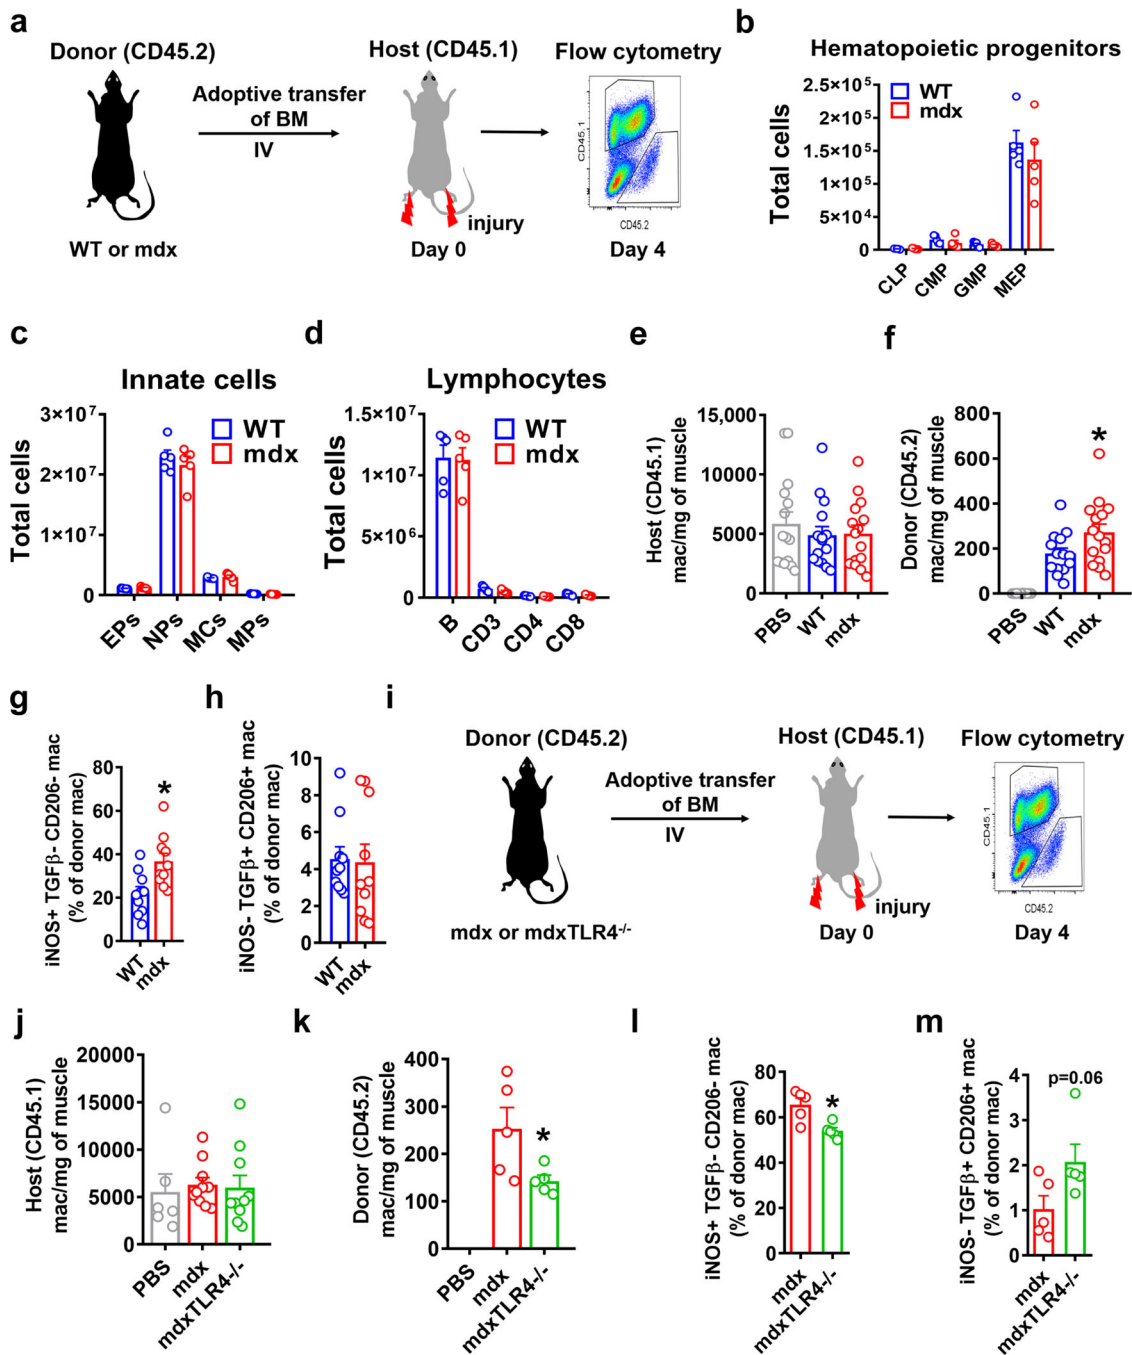 a
Donor (CD45.2)
Adoptive transfer
of BM
IV
WT or mdx
Host (CD45.1)
injury
Day 0
Flow cytometry
CD45.1
CD45.2
Day 4
b
Hematopoietic progenitors
Total cells
2.5×10⁵
2×10⁵
1.5×10⁵
1×10⁵
5×10⁴
0
WT
mdx
CLP
CMP
GMP
MEP
c
Innate cells
Total cells
3×10⁷
2×10⁷
1×10⁷
0
WT
mdx
EPs
NPs
MCs
MPs
d
Lymphocytes
Total cells
1.5×10⁷
1×10⁷
5×10⁶
0
WT
mdx
B
CD3
CD4
CD8
e
Host (CD45.1)
mac/mg of muscle
15,000
10,000
5000
0
PBS
WT
mdx
f
Donor (CD45.2)
mac/mg of muscle
800
600
400
200
0
*
PBS
WT
mdx
g
iNOS+ TGFβ- CD206- mac
(% of donor mac)
80
60
40
20
0
*
WT
mdx
h
iNOS- TGFβ+ CD206+ mac
(% of donor mac)
10
8
6
4
2
0
WT
mdx
i
Donor (CD45.2)
Adoptive transfer
of BM
IV
mdx or mdxTLR4⁻/⁻
Host (CD45.1)
injury
Day 0
Flow cytometry
CD45.1
CD45.2
Day 4
j
Host (CD45.1)
mac/mg of muscle
20000
15000
10000
5000
0
PBS
mdx
mdxTLR4-/-
k
Donor (CD45.2)
mac/mg of muscle
400
300
200
100
0
*
PBS
mdx
mdxTLR4-/-
l
iNOS+ TGFβ- CD206- mac
(% of donor mac)
80
60
40
20
0
*
mdx
mdxTLR4-/-
m
iNOS- TGFβ+ CD206+ mac
(% of donor mac)
4
3
2
1
0
p=0.06
mdx
mdxTLR4-/-